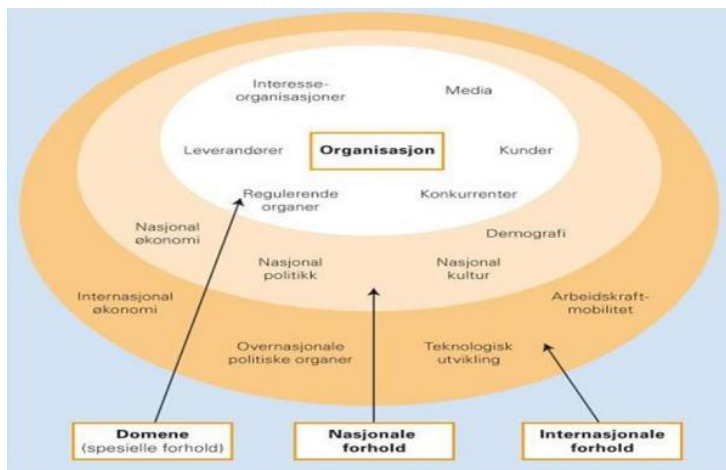 Interesse-
organisasjoner
Media
Leverandører
Organisasjon
Kunder
Regulerende
organer
Konkurrenter
Nasjonal
økonomi
Demografi
Nasjonal
politikk
Nasjonal
kultur
Internasjonal
økonomi
Arbeidskraft-
mobilitet
Overnasjonale
politiske organer
Teknologisk
utvikling
Domene
(spesielle forhold)
Nasjonale
forhold
Internasjonale
forhold